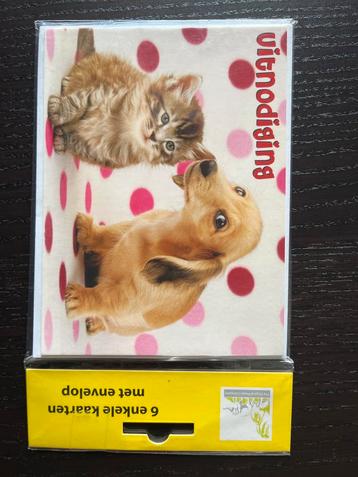 uitnodiging
6 enkele kaarten
met envelop